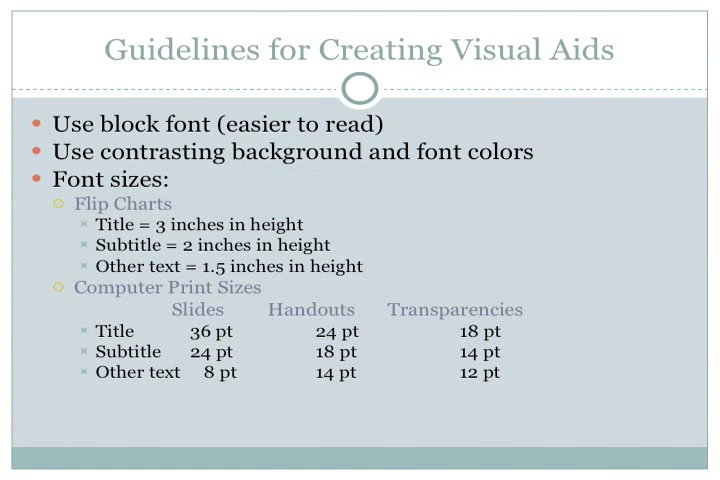 Guidelines for Creating Visual Aids
Use block font (easier to read)
Use contrasting background and font colors
Font sizes:
Flip Charts
Title = 3 inches in height
Subtitle = 2 inches in height
Other text = 1.5 inches in height
Computer Print Sizes
Slides Handouts Transparencies
Title 36 pt 24 pt 18 pt
Subtitle 24 pt 18 pt 14 pt
Other text 8 pt 14 pt 12 pt